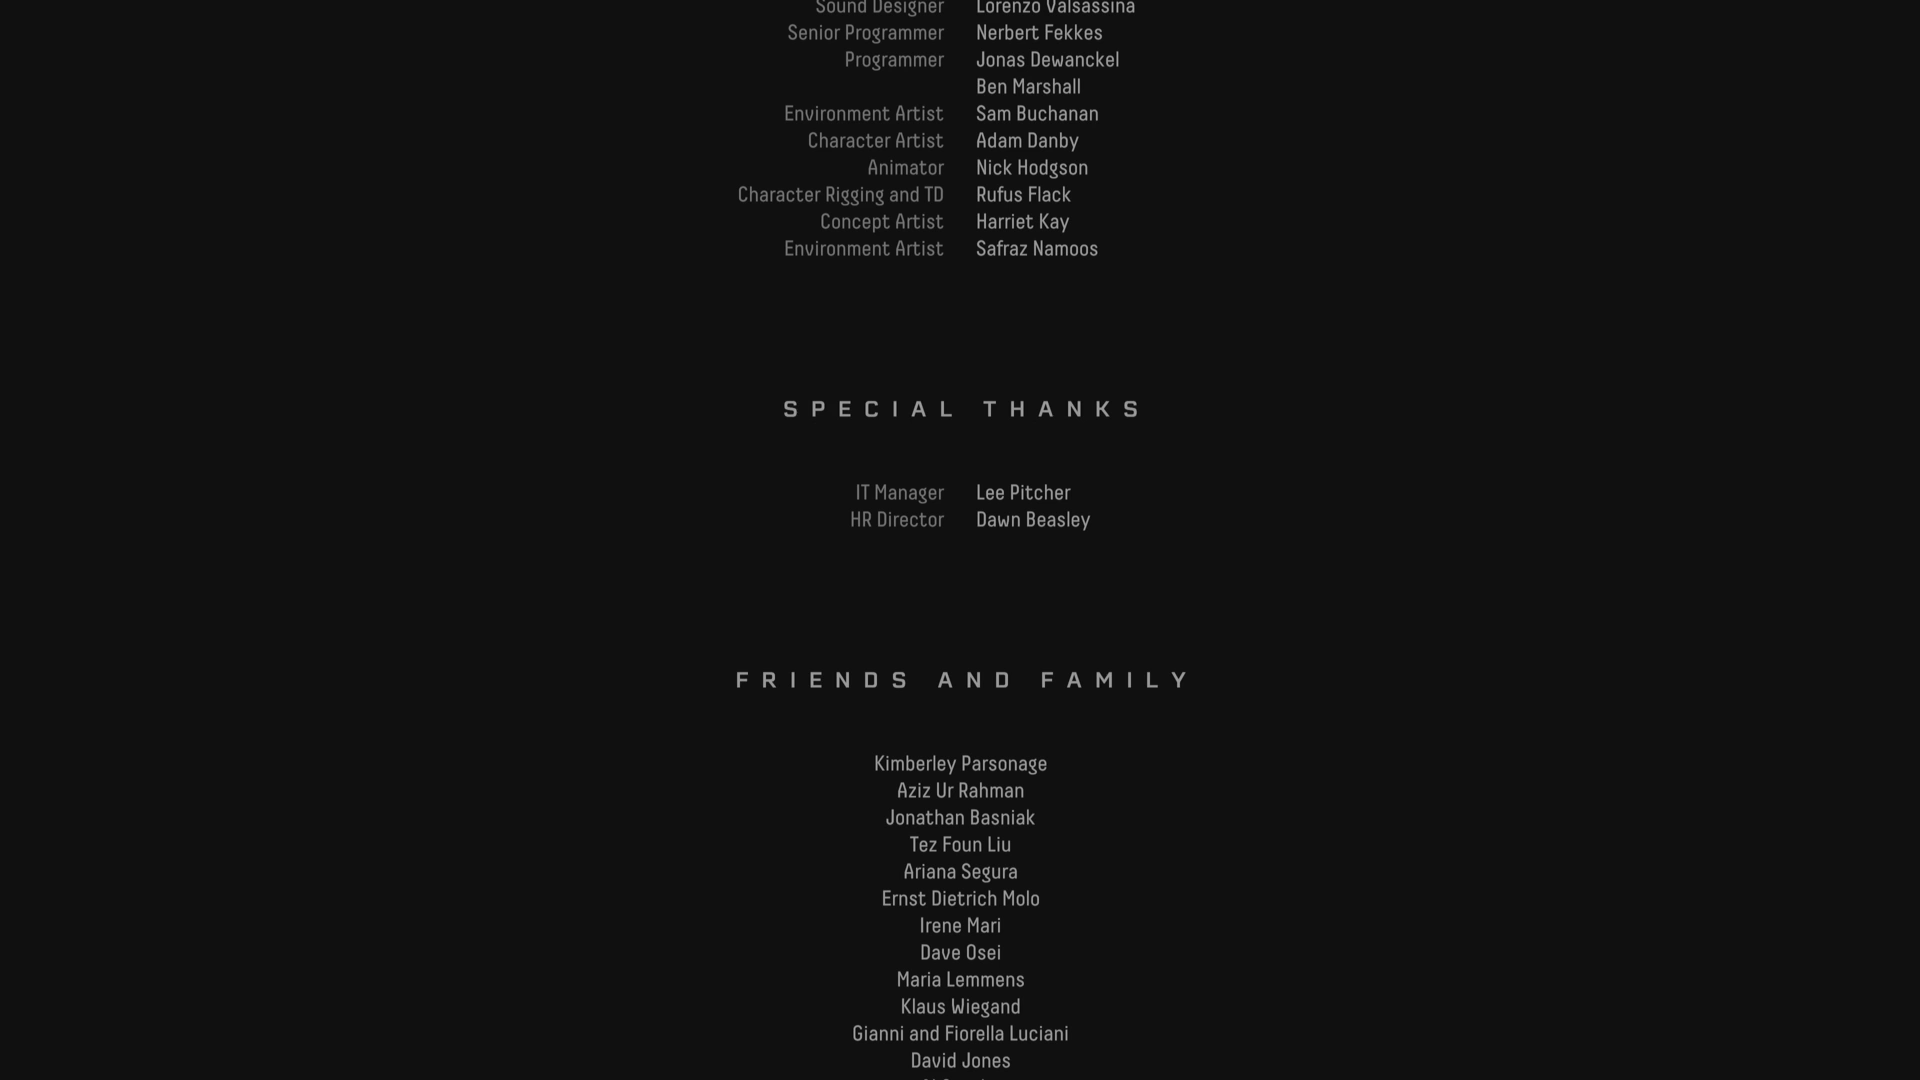 Sound Designer Lorenzo Valsassina
Senior Programmer Nerbert Fekkes
Programmer Jonas Dewanckel
Ben Marshall
Environment Artist Sam Buchanan
Character Artist Adam Danby
Animator Nick Hodgson
Character Rigging and TD Rufus Flack
Concept Artist Harriet Kay
Environment Artist Safraz Namoos
SPECIAL THANKS
IT Manager Lee Pitcher
HR Director Dawn Beasley
FRIENDS AND FAMILY
Kimberley Parsonage
Aziz Ur Rahman
Jonathan Basniak
Tez Foun Liu
Ariana Segura
Ernst Dietrich Molo
Irene Mari
Dave Osei
Maria Lemmens
Klaus Wiegand
Gianni and Fiorella Luciani
David Jones